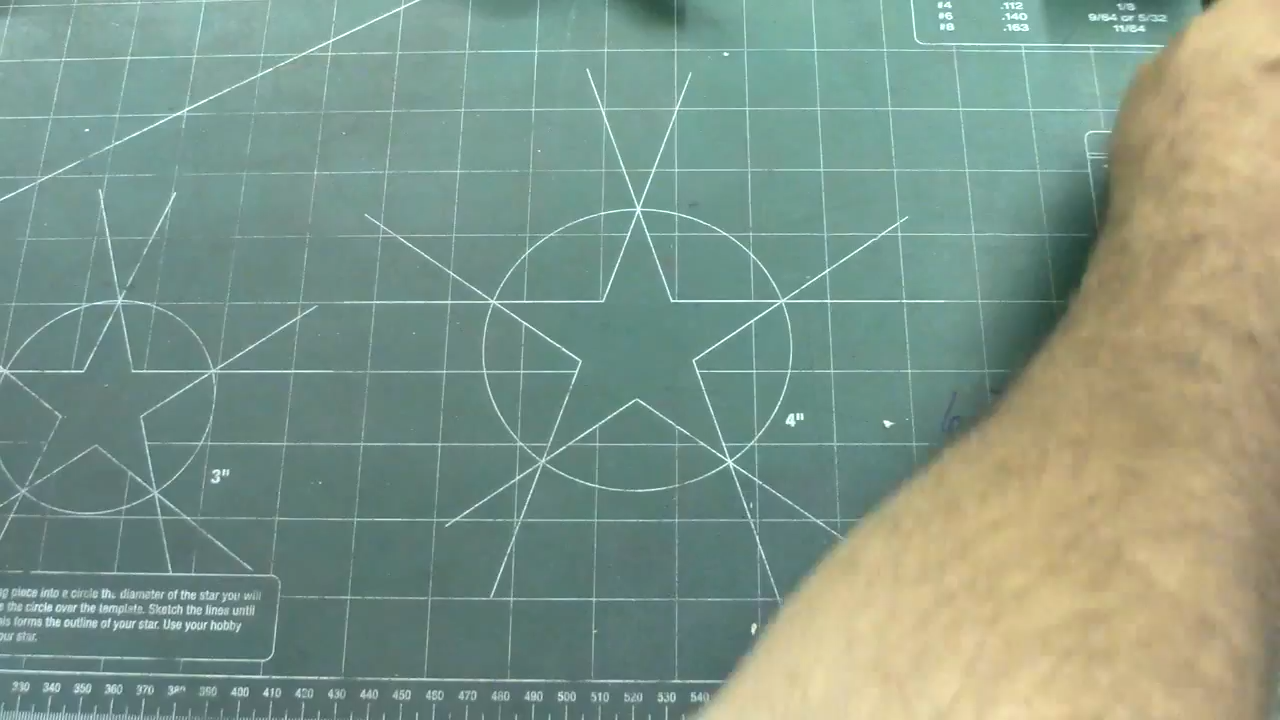 #4 .112 1/8
#6 .140 9/64 or 5/32
#8 .163 11/64
4"
3"
piece into a circle the diameter of the star you will
the circle over the template. Sketch the lines until
forms the outline of your star. Use your hobby
star.
330 340 350 360 370 380 390 400 410 420 430 440 450 460 470 480 490 500 510 520 530 540